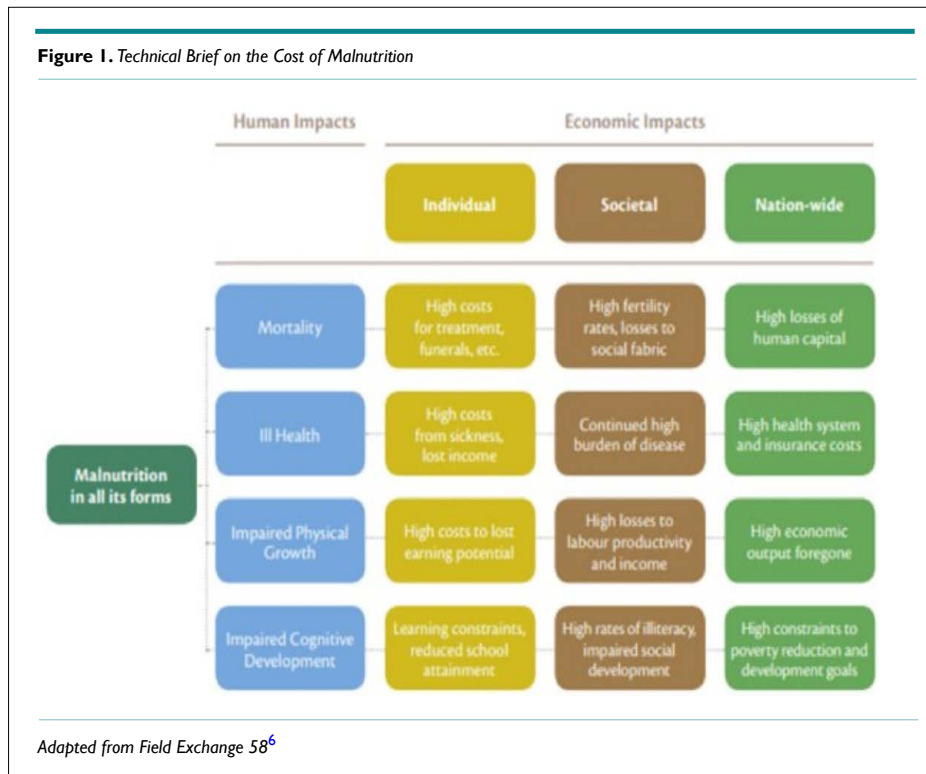 Figure 1. Technical Brief on the Cost of Malnutrition
Human Impacts
Economic Impacts
Individual
Societal
Nation-wide
Malnutrition
in all its forms
Mortality
High costs
for treatment,
funerals, etc.
High fertility
rates, losses to
social fabric
High losses of
human capital
Ill Health
High costs
from sickness,
lost income
Continued high
burden of disease
High health system
and insurance costs
Impaired Physical
Growth
High costs to lost
earning potential
High losses to
labour productivity
and income
High economic
output foregone
Impaired Cognitive
Development
Learning constraints,
reduced school
attainment
High rates of illiteracy,
impaired social
development
High constraints to
poverty reduction and
development goals
Adapted from Field Exchange 58⁶